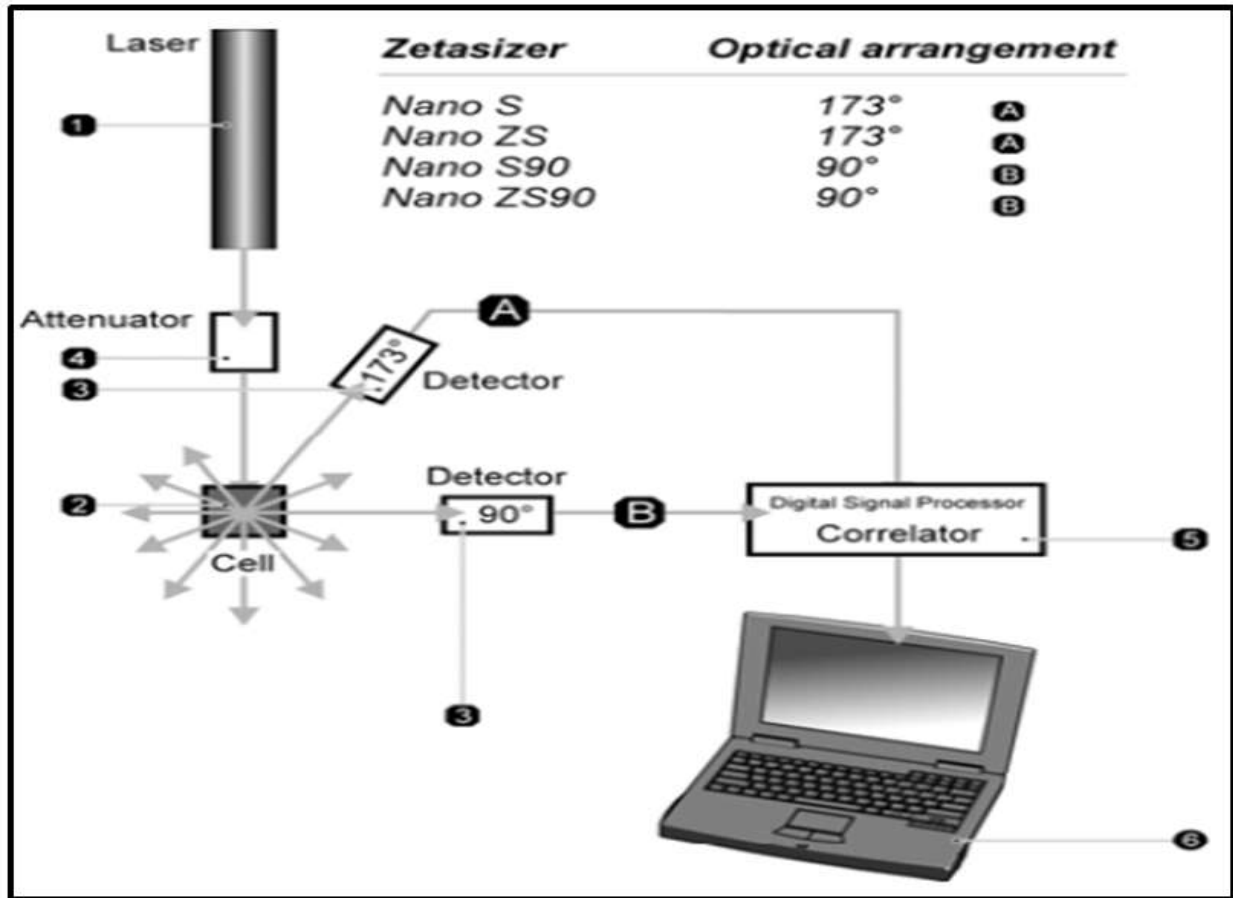 Laser
Zetasizer Optical arrangement
1
Nano S 173° A
Nano ZS 173° A
Nano S90 90° B
Nano ZS90 90° B
Attenuator
A
4
3
.173°
Detector
2
Detector
90°
B
Digital Signal Processor
Correlator
5
Cell
3
6